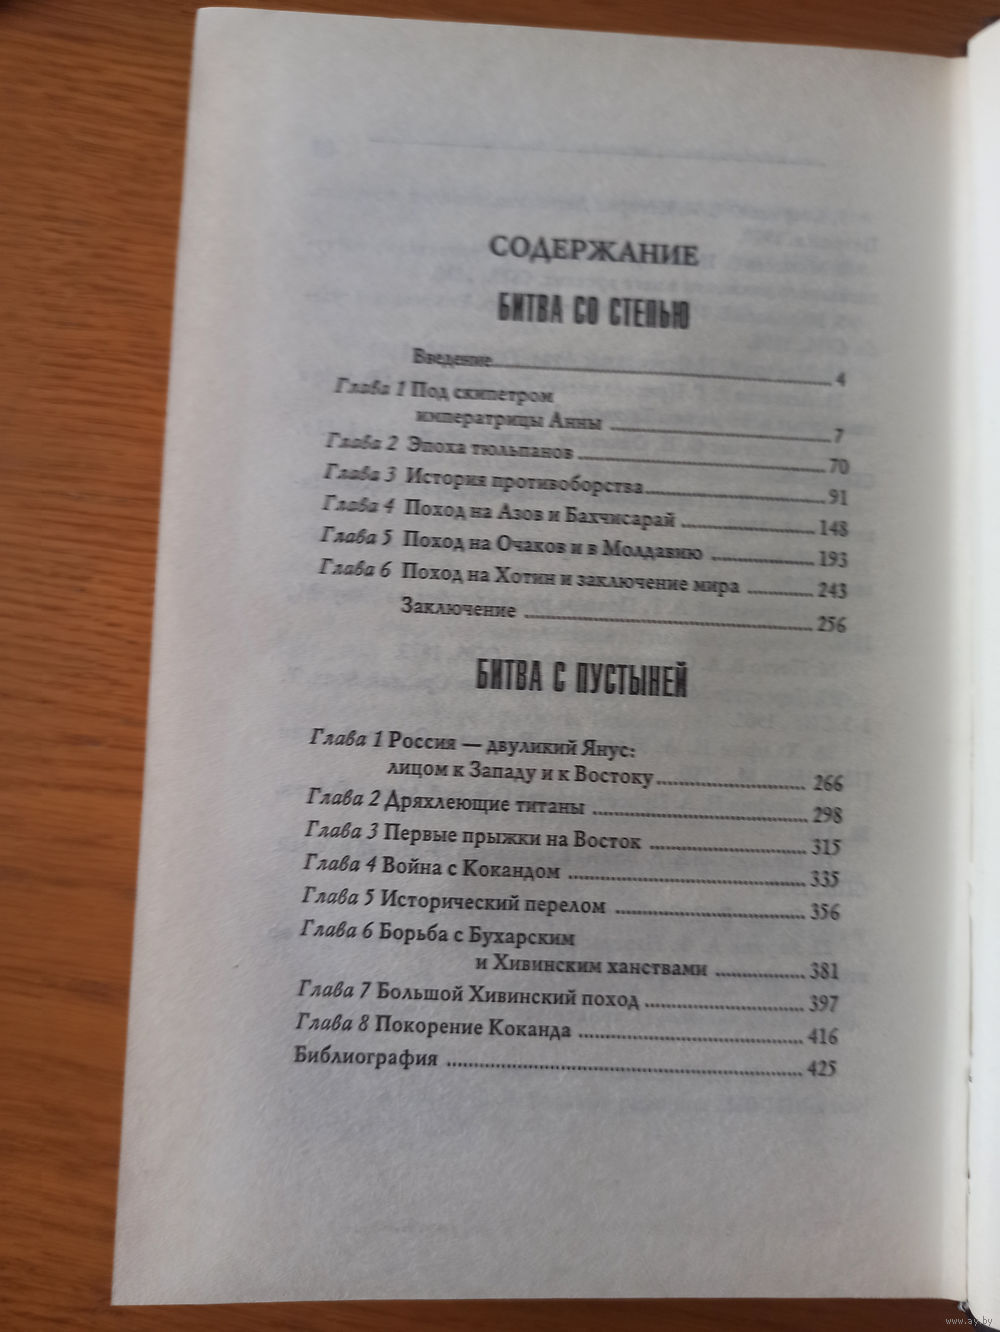 СОДЕРЖАНИЕ
БИТВА СО СТЕПЬЮ
Введение 4
Глава 1 Под скипетром
императрицы Анны 7
Глава 2 Эпоха тюльпанов 70
Глава 3 История противоборства 91
Глава 4 Поход на Азов и Бахчисарай 148
Глава 5 Поход на Очаков и в Молдавию 193
Глава 6 Поход на Хотин и заключение мира 243
Заключение 256
БИТВА С ПУСТЫНЕЙ
Глава 1 Россия — двуликий Янус:
лицом к Западу и к Востоку 266
Глава 2 Дряхлеющие титаны 298
Глава 3 Первые прыжки на Восток 315
Глава 4 Война с Кокандом 335
Глава 5 Исторический перелом 356
Глава 6 Борьба с Бухарским
и Хивинским ханствами 381
Глава 7 Большой Хивинский поход 397
Глава 8 Покорение Коканда 416
Библиография 425
www.ay.by